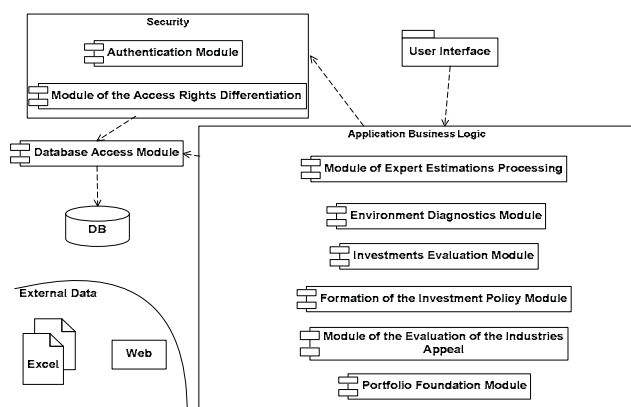 Security
Authentication Module
Module of the Access Rights Differentiation
User Interface
Database Access Module
DB
Application Business Logic
Module of Expert Estimations Processing
Environment Diagnostics Module
Investments Evaluation Module
Formation of the Investment Policy Module
Module of the Evaluation of the Industries
Appeal
Portfolio Foundation Module
External Data
Excel
Web